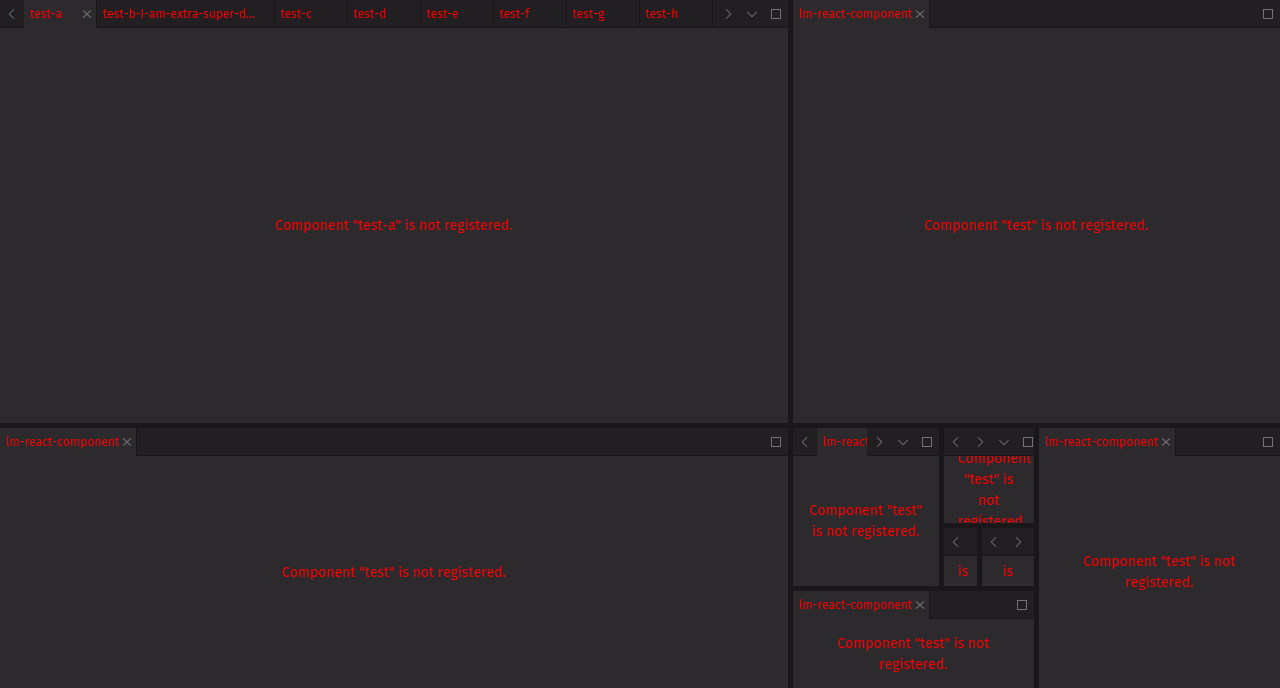 test-a
test-b-I-am-extra-super-d...
test-c
test-d
test-e
test-f
test-g
test-h
Component "test-a" is not registered.
lm-react-component
Component "test" is not registered.
lm-react-component
Component "test" is not registered.
lm-react
Component "test"
is not registered.
Component
"test" is
not
registered
is
is
lm-react-component
Component "test" is not
registered.
lm-react-component
Component "test" is not
registered.